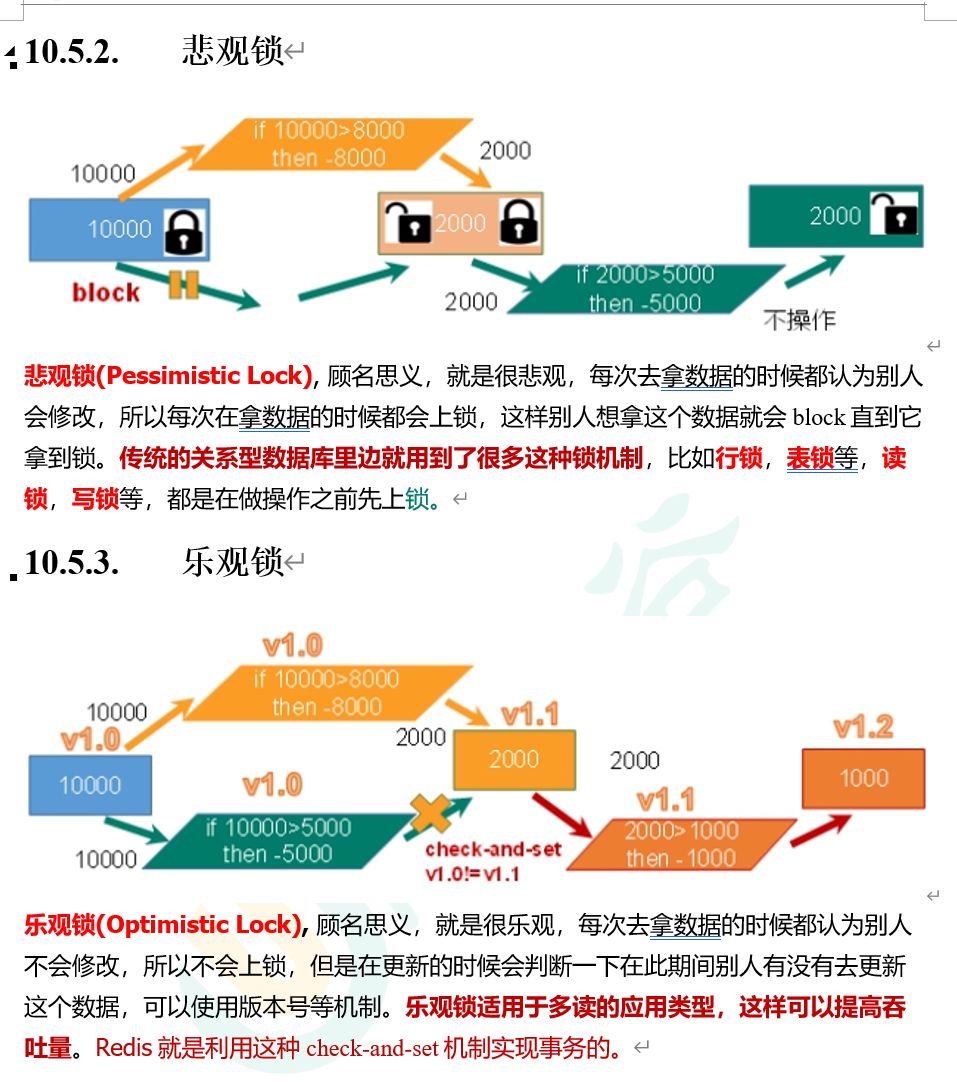 10.5.2. 悲观锁
if 10000>8000
then -8000
10000
2000
10000
2000
2000
block
2000
if 2000>5000
then -5000
不操作
悲观锁(Pessimistic Lock), 顾名思义，就是很悲观，每次去拿数据的时候都认为别人
会修改，所以每次在拿数据的时候都会上锁，这样别人想拿这个数据就会 block 直到它
拿到锁。传统的关系型数据库里边就用到了很多这种锁机制，比如行锁，表锁等，读
锁，写锁等，都是在做操作之前先上锁。
10.5.3. 乐观锁
v1.0
if 10000>8000
then -8000
10000
v1.0
2000
v1.1
v1.2
10000
2000
2000
1000
v1.0
v1.1
if 10000>5000
then -5000
10000
check-and-set
v1.0!=v1.1
2000>1000
then -1000
乐观锁(Optimistic Lock), 顾名思义，就是很乐观，每次去拿数据的时候都认为别人
不会修改，所以不会上锁，但是在更新的时候会判断一下在此期间别人有没有去更新
这个数据，可以使用版本号等机制。乐观锁适用于多读的应用类型，这样可以提高吞
吐量。Redis 就是利用这种 check-and-set 机制实现事务的。